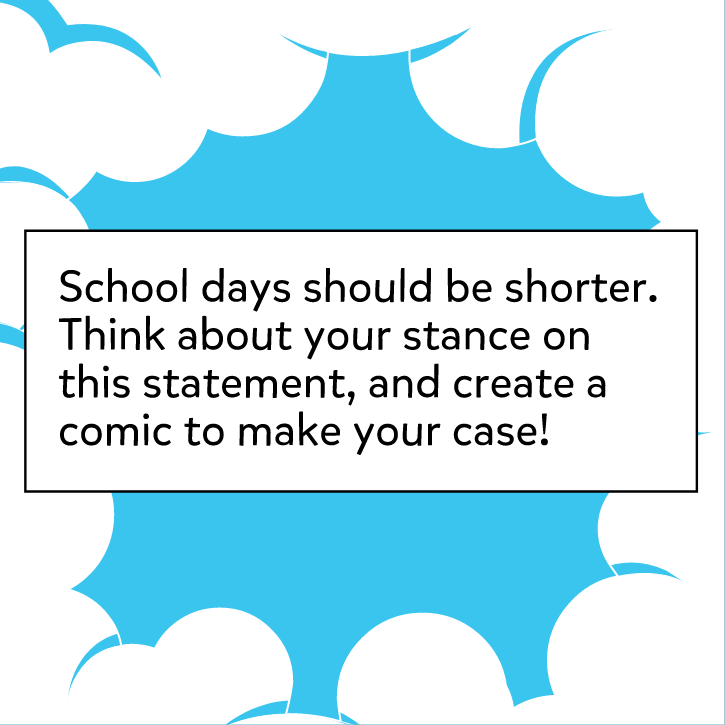 School days should be shorter.
Think about your stance on
this statement, and create a
comic to make your case!